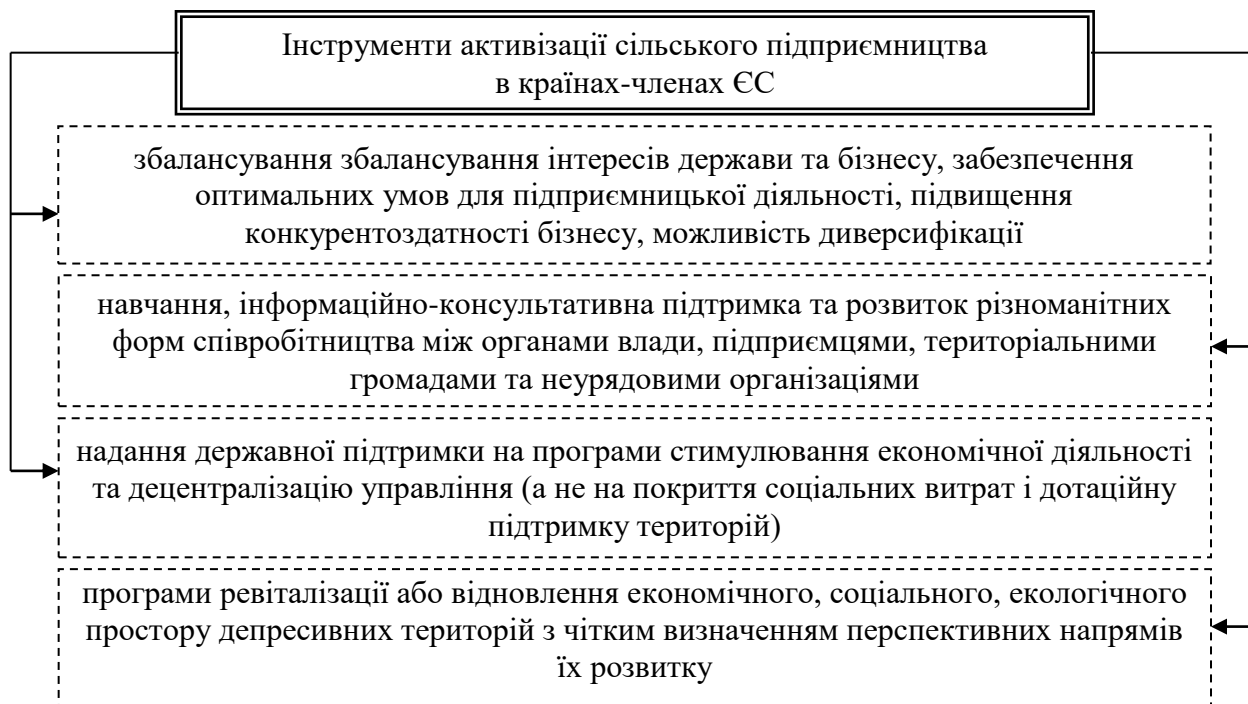 Інструменти активізації сільського підприємництва
в країнах-членах ЄС
збалансування збалансування інтересів держави та бізнесу, забезпечення
оптимальних умов для підприємницької діяльності, підвищення
конкурентоздатності бізнесу, можливість диверсифікації
навчання, інформаційно-консультативна підтримка та розвиток різноманітних
форм співробітництва між органами влади, підприємцями, територіальними
громадами та неурядовими організаціями
надання державної підтримки на програми стимулювання економічної діяльності
та децентралізацію управління (а не на покриття соціальних витрат і дотаційну
підтримку територій)
програми ревіталізації або відновлення економічного, соціального, екологічного
простору депресивних територій з чітким визначенням перспективних напрямів
їх розвитку